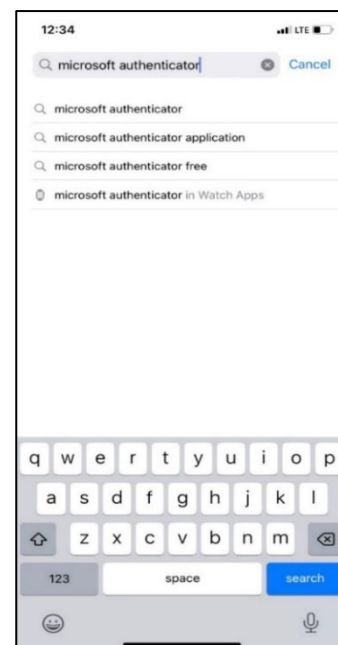 12:34
LTE
microsoft authenticator
Cancel
microsoft authenticator
microsoft authenticator application
microsoft authenticator free
microsoft authenticator in Watch Apps
q w e r t y u i o p
a s d f g h j k l
z x c v b n m
123 space search